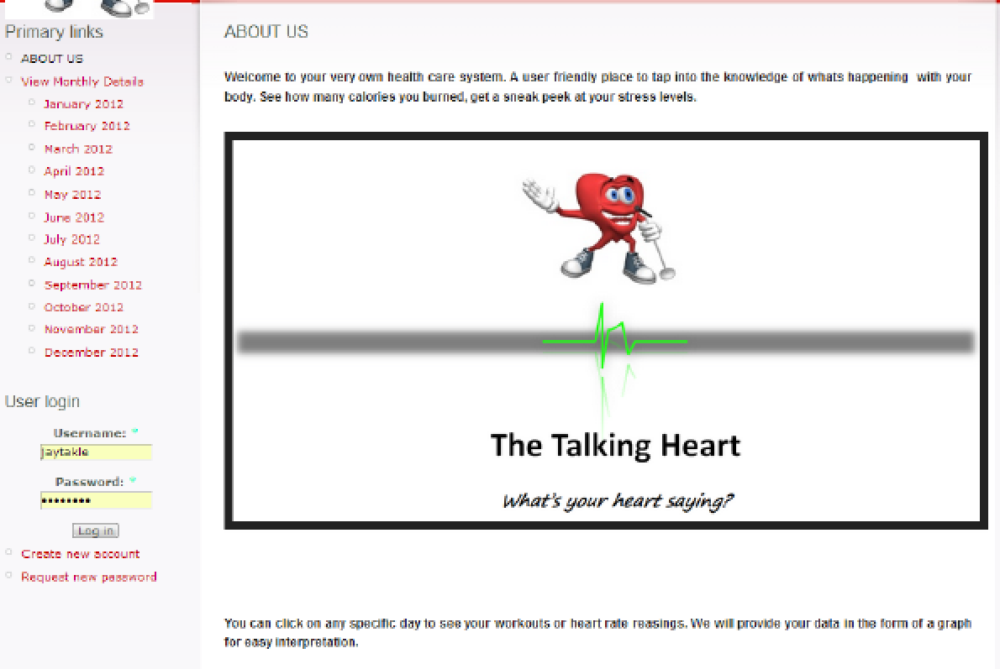 Primary links
ABOUT US
View Monthly Details
January 2012
February 2012
March 2012
April 2012
May 2012
June 2012
July 2012
August 2012
September 2012
October 2012
November 2012
December 2012
User login
Username: *
Jaytakle
Password: *
••••••••
Log in
Create new account
Request new password
ABOUT US
Welcome to your very own health care system. A user friendly place to tap into the knowledge of whats happening with your
body. See how many calories you burned, get a sneak peek at your stress levels.
The Talking Heart
What's your heart saying?
You can click on any specific day to see your workouts or heart rate reasings. We will provide your data in the form of a graph
for easy interpretation.